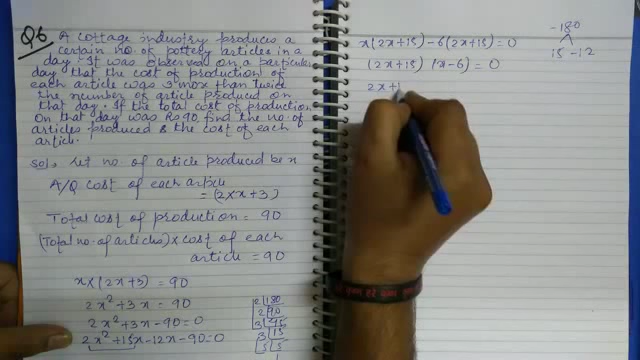 Q6 A cottage industry produces a
certain no. of pottery articles in a
day. It was observed on a particular
day that the cost of production of
each article was 3 more than twice
the number of article produced on
that day. If the total cost of production
on that day was Rs 90, find the no. of
articles produced & the cost of each
article.
Sol: Let no. of article produced be x
A/Q cost of each article
= (2×x+3)
Total cost of production = 90
(Total no. of articles) × cost of each
article = 90
x×(2x+3) = 90
2x²+3x = 90
2x²+3x-90=0
2x²+15x-12x-90=0
2|180
2|90
3|45
3|15
5|5
1
x(2x+15)-6(2x+15)=0
(2x+15) (x-6) = 0
2x+
-180
15 -12